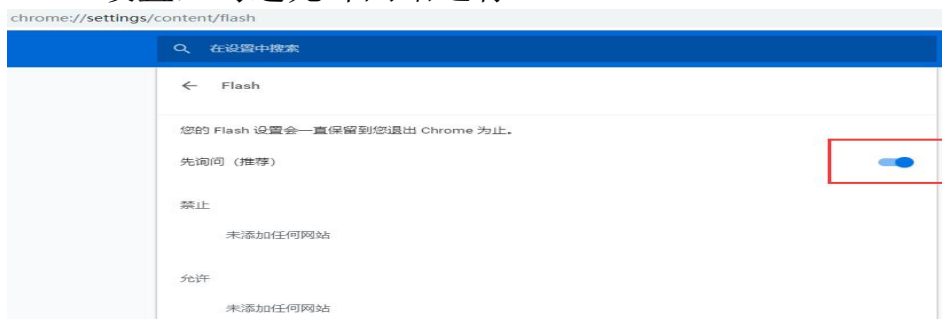 chrome://settings/content/flash
在设置中搜索
Flash
您的 Flash 设置会一直保留到您退出 Chrome 为止。
先询问（推荐）
禁止
未添加任何网站
允许
未添加任何网站